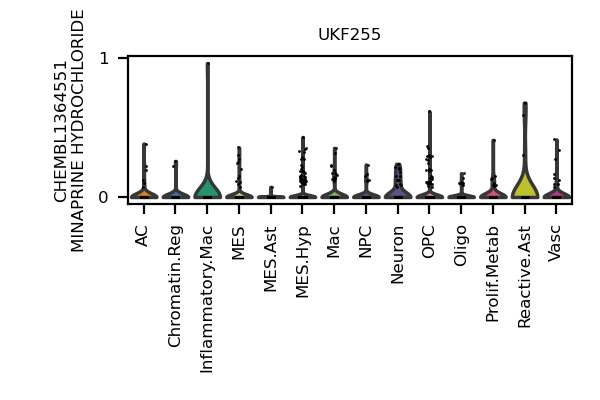 UKF255
CHEMBL1364551
MINAPRINE HYDROCHLORIDE
1
0
AC
Chromatin.Reg
Inflammatory.Mac
MES
MES.Ast
MES.Hyp
Mac
NPC
Neuron
OPC
Oligo
Prolif.Metab
Reactive.Ast
Vasc